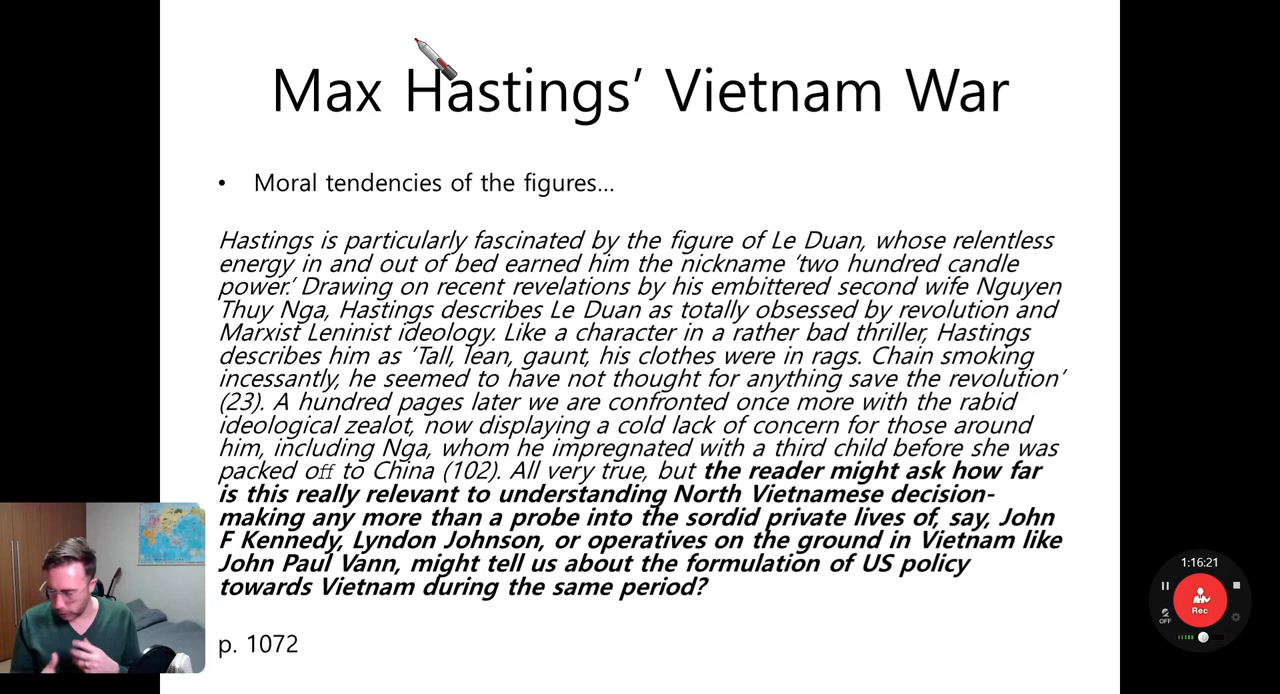 Max Hastings’ Vietnam War
• Moral tendencies of the figures…
Hastings is particularly fascinated by the figure of Le Duan, whose relentless
energy in and out of bed earned him the nickname ‘two hundred candle
power.’ Drawing on recent revelations by his embittered second wife Nguyen
Thuy Nga, Hastings describes Le Duan as totally obsessed by revolution and
Marxist Leninist ideology. Like a character in a rather bad thriller, Hastings
describes him as ‘Tall, lean, gaunt, his clothes were in rags. Chain smoking
incessantly, he seemed to have not thought for anything save the revolution’
(23). A hundred pages later we are confronted once more with the rabid
ideological zealot, now displaying a cold lack of concern for those around
him, including Nga, whom he impregnated with a third child before she was
packed off to China (102). All very true, but the reader might ask how far
is this really relevant to understanding North Vietnamese decision-
making any more than a probe into the sordid private lives of, say, John
F Kennedy, Lyndon Johnson, or operatives on the ground in Vietnam like
John Paul Vann, might tell us about the formulation of US policy
towards Vietnam during the same period?
p. 1072
1:16:21
Rec
OFF